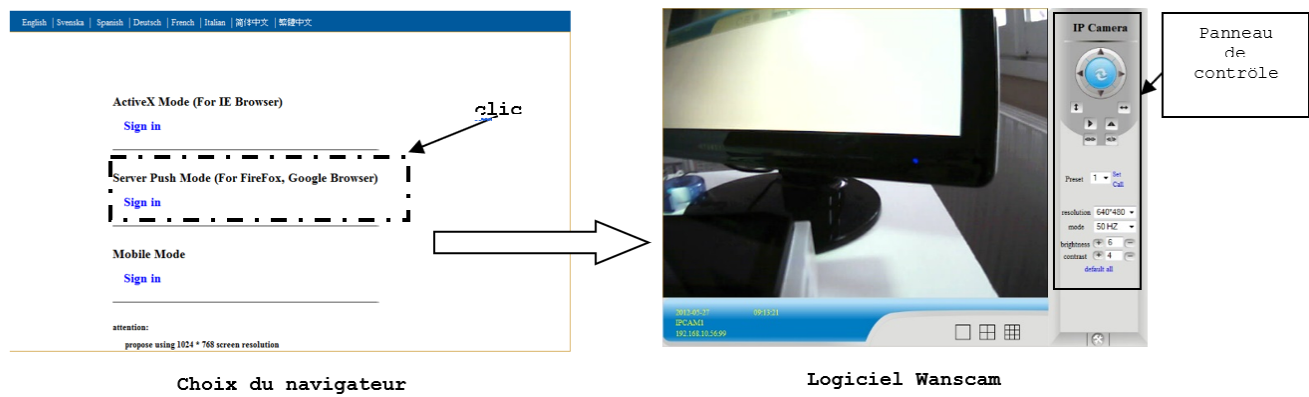 English | Svenska | Spanish | Deutsch | French | Italian | 简体中文 | 繁體中文
ActiveX Mode (For IE Browser)
Sign in
clic
Server Push Mode (For FireFox, Google Browser)
Sign in
Mobile Mode
Sign in
attention:
propose using 1024 * 768 screen resolution
Choix du navigateur
IP Camera
Preset 1 Set
Call
resolution 640*480
mode 50 HZ
brightness 6
contrast 4
default all
2012-05-27 09:13:21
IPCAM1
192.168.10.56:99
Panneau
de
contröle
Logiciel Wanscam